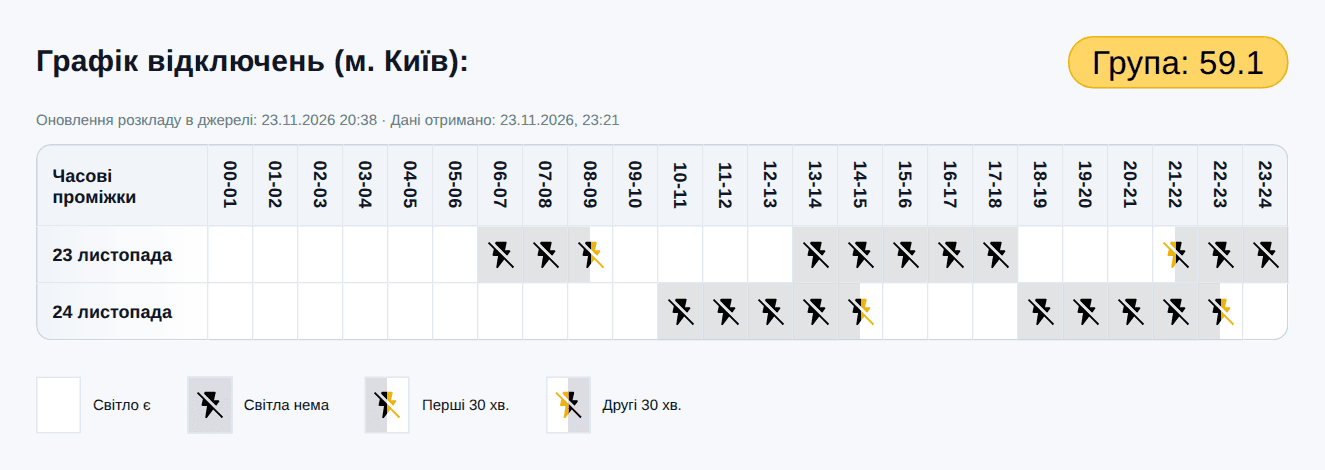 Графік відключень (м. Київ):
Група: 59.1
Оновлення розкладу в джерелі: 23.11.2026 20:38 · Дані отримано: 23.11.2026, 23:21
Часові
проміжки
00-01 01-02 02-03 03-04 04-05 05-06 06-07 07-08 08-09 09-10 10-11 11-12 12-13 13-14 14-15 15-16 16-17 17-18 18-19 19-20 20-21 21-22 22-23 23-24
23 листопада
24 листопада
Світло є Світла нема Перші 30 хв. Другі 30 хв.